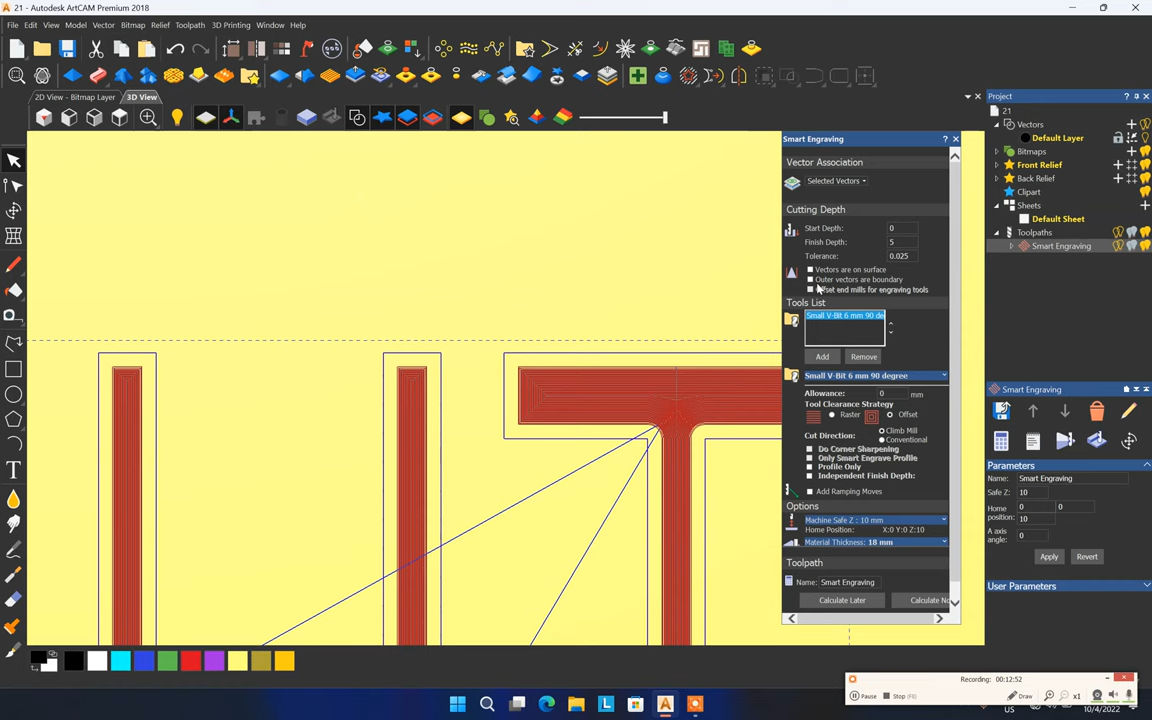 21 - Autodesk ArtCAM Premium 2018
File Edit View Model Vector Bitmap Relief Toolpath 3D Printing Window Help
2D View - Bitmap Layer 3D View
Smart Engraving
Vector Association
Selected Vectors
Cutting Depth
Start Depth: 0
Finish Depth: 5
Tolerance: 0.025
Vectors are on surface
Outer vectors are boundary
end mills for engraving tools
Tools List
Small V-Bit 6 mm 90 de
Add Remove
Small V-Bit 6 mm 90 degree
Allowance: 0 mm
Tool Clearance Strategy
Raster Offset
Cut Direction: Climb Mill
Conventional
Do Corner Sharpening
Only Smart Engrave Profile
Profile Only
Independent Finish Depth:
Add Ramping Moves
Options
Machine Safe Z : 10 mm
Home Position: X:0 Y:0 Z:10
Material Thickness: 18 mm
Toolpath
Name: Smart Engraving
Calculate Later Calculate No
Project
21
Vectors
Default Layer
Bitmaps
Front Relief
Back Relief
Clipart
Sheets
Default Sheet
Toolpaths
Smart Engraving
Smart Engraving
Parameters
Name: Smart Engraving
Safe Z: 10
Home position: 0 0
10
A axis angle: 0
Apply Revert
User Parameters
Recording: 00:12:52
Pause Stop (F8) Draw x1
US 10/4/2022